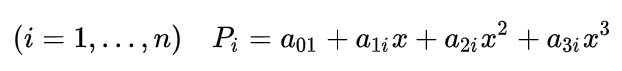 (i = 1, . . . , n) P_i = a_{01} + a_{1i}x + a_{2i}x^2 + a_{3i}x^3